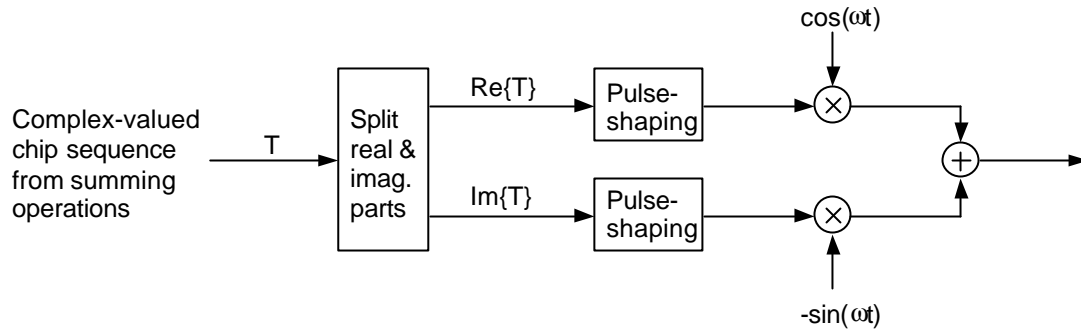 cos(ωt)
Complex-valued
chip sequence
from summing
operations
T
Split
real &
imag.
parts
Re{T}
Pulse-
shaping
Im{T}
Pulse-
shaping
-sin(ωt)